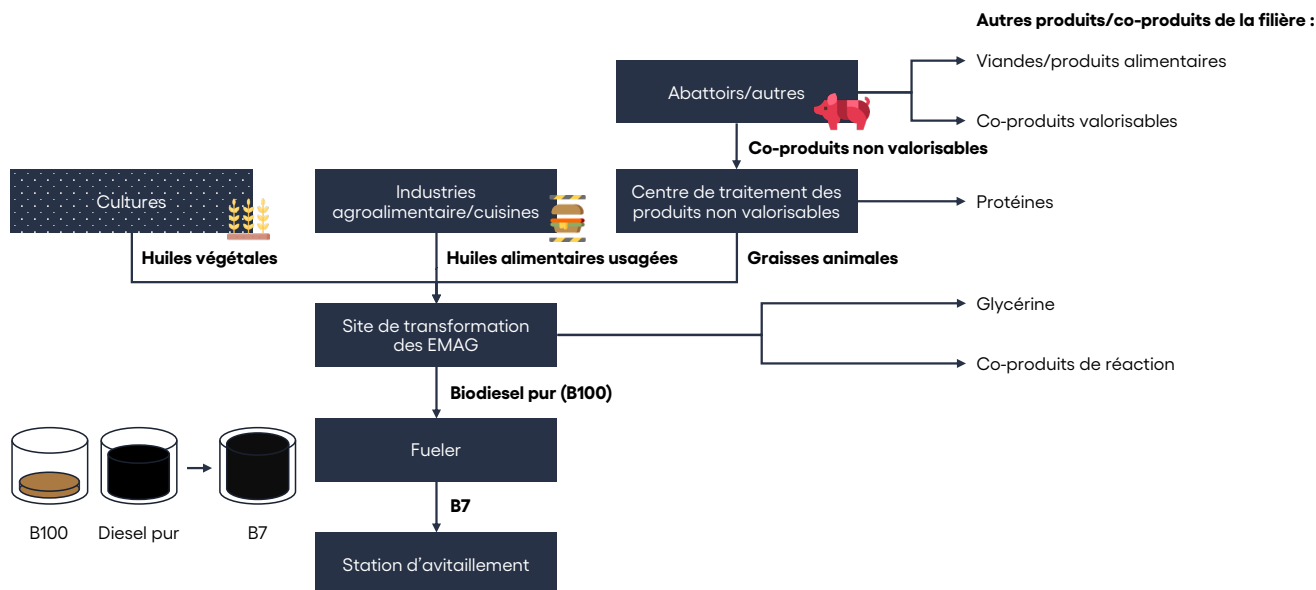 Autres produits/co-produits de la filière :
Viandes/produits alimentaires
Abattoirs/autres
Co-produits valorisables
Co-produits non valorisables
Cultures
Industries
agroalimentaire/cuisines
Centre de traitement des
produits non valorisables
Protéines
Huiles végétales
Huiles alimentaires usagées
Graisses animales
Glycérine
Site de transformation
des EMAG
Co-produits de réaction
Biodiesel pur (B100)
Fueler
B7
B100
Diesel pur
B7
Station d'avitaillement